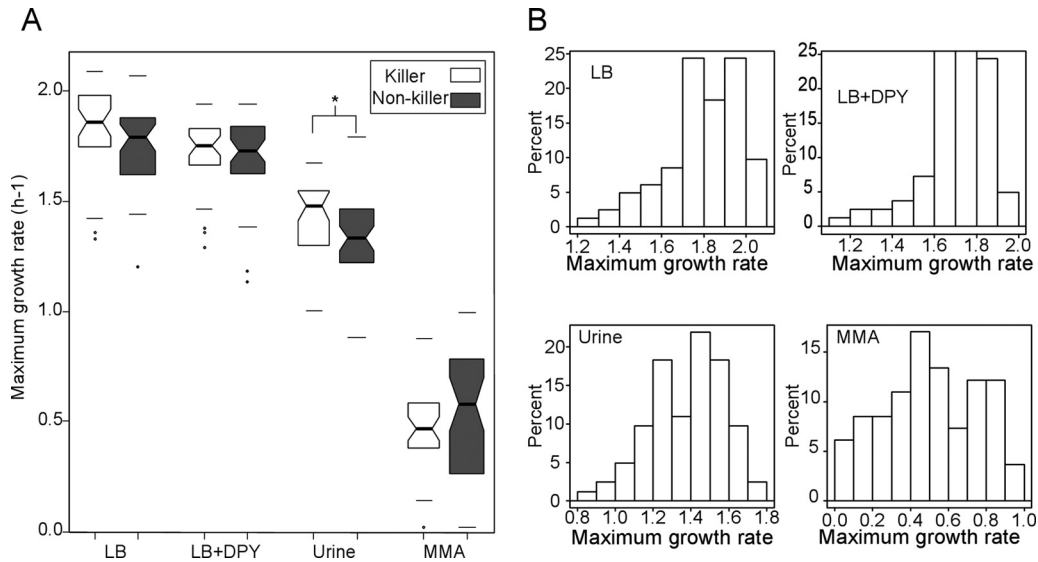 A
B
Maximum growth rate (h-1)
2.0
1.5
1.0
0.5
0.0
Killer
Non-killer
*
LB LB+DPY Urine MMA
LB
Percent
25
20
15
10
5
0
1.2 1.4 1.6 1.8 2.0
Maximum growth rate
LB+DPY
Percent
25
20
15
10
5
0
1.2 1.4 1.6 1.8 2.0
Maximum growth rate
Urine
Percent
20
15
10
5
0
0.8 1.0 1.2 1.4 1.6 1.8
Maximum growth rate
MMA
Percent
15
10
5
0
0.0 0.2 0.4 0.6 0.8 1.0
Maximum growth rate